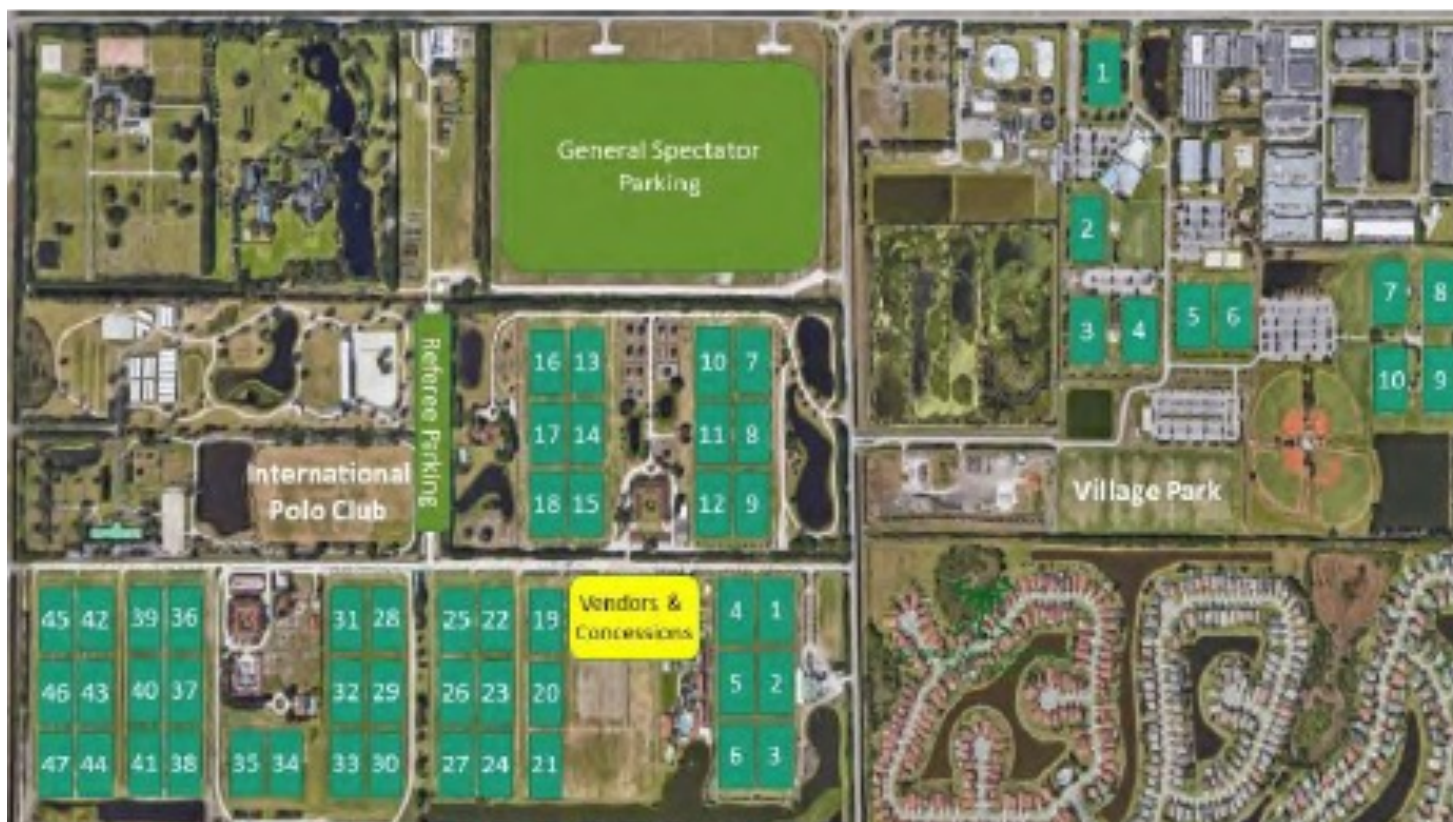 General Spectator
Parking
Referee Parking
International
Polo Club
Village Park
Vendors &
Concessions
1
2
3 4
5 6
7 8
10 9
16 13
17 14
18 15
10 7
11 8
12 9
45 42 39 36
46 43 40 37
47 44 41 38
31 28
32 29
35 34 33 30
25 22 19
26 23 20
27 24 21
4 1
5 2
6 3